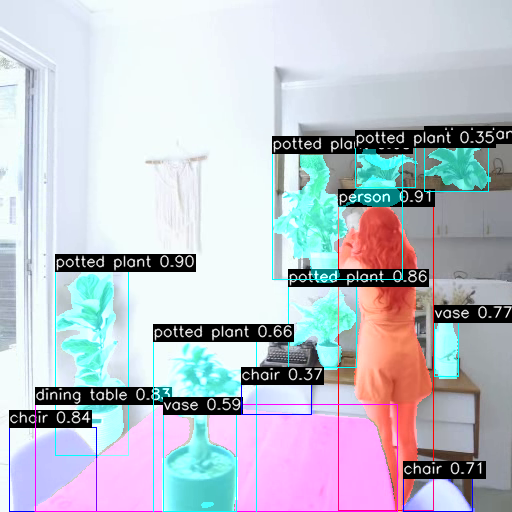 potted plant 0.35
person 0.91
potted plant 0.90
potted plant 0.86
vase 0.77
potted plant 0.66
chair 0.37
dining table 0.83
vase 0.59
chair 0.84
chair 0.71